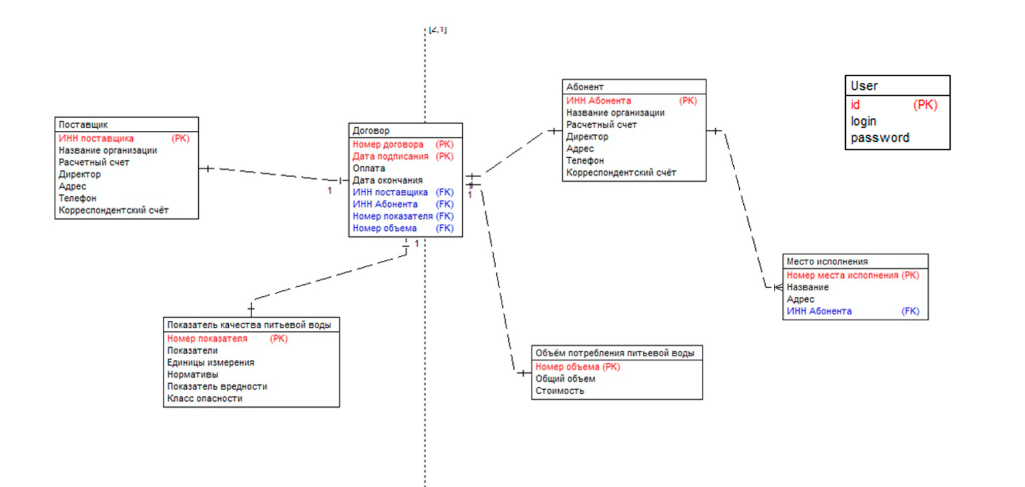 [2,1]
Поставщик
ИНН поставщика (PK)
Название организации
Расчетный счет
Директор
Адрес
Телефон
Корреспондентский счёт
1
Договор
Номер договора (PK)
Дата подписания (PK)
Оплата
Дата окончания
ИНН поставщика (FK)
ИНН Абонента (FK)
Номер показателя (FK)
Номер объема (FK)
1
1
Абонент
ИНН Абонента (PK)
Название организации
Расчетный счет
Директор
Адрес
Телефон
Корреспондентский счёт
User
id (PK)
login
password
Место исполнения
Номер места исполнения (PK)
Название
Адрес
ИНН Абонента (FK)
Показатель качества питьевой воды
Номер показателя (PK)
Показатели
Единицы измерения
Нормативы
Показатель вредности
Класс опасности
Объём потребления питьевой воды
Номер объема (PK)
Общий объем
Стоимость